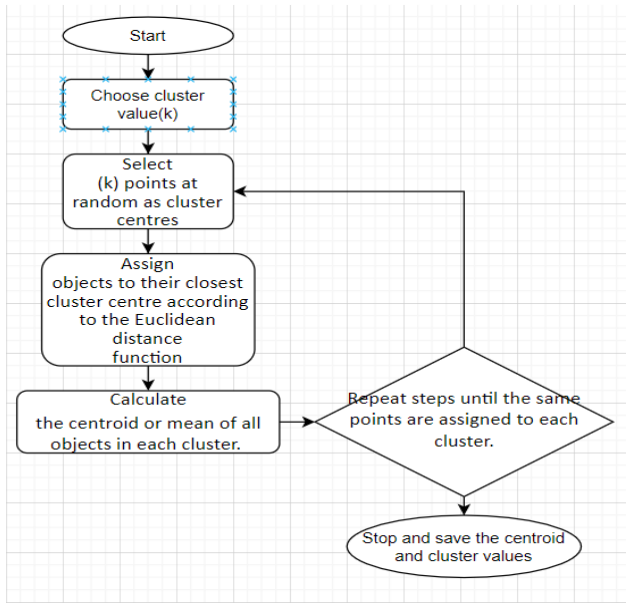 Start
Choose cluster
value(k)
Select
(k) points at
random as cluster
centres
Assign
objects to their closest
cluster centre according
to the Euclidean
distance
function
Calculate
the centroid or mean of all
objects in each cluster.
Repeat steps until the same
points are assigned to each
cluster.
Stop and save the centroid
and cluster values